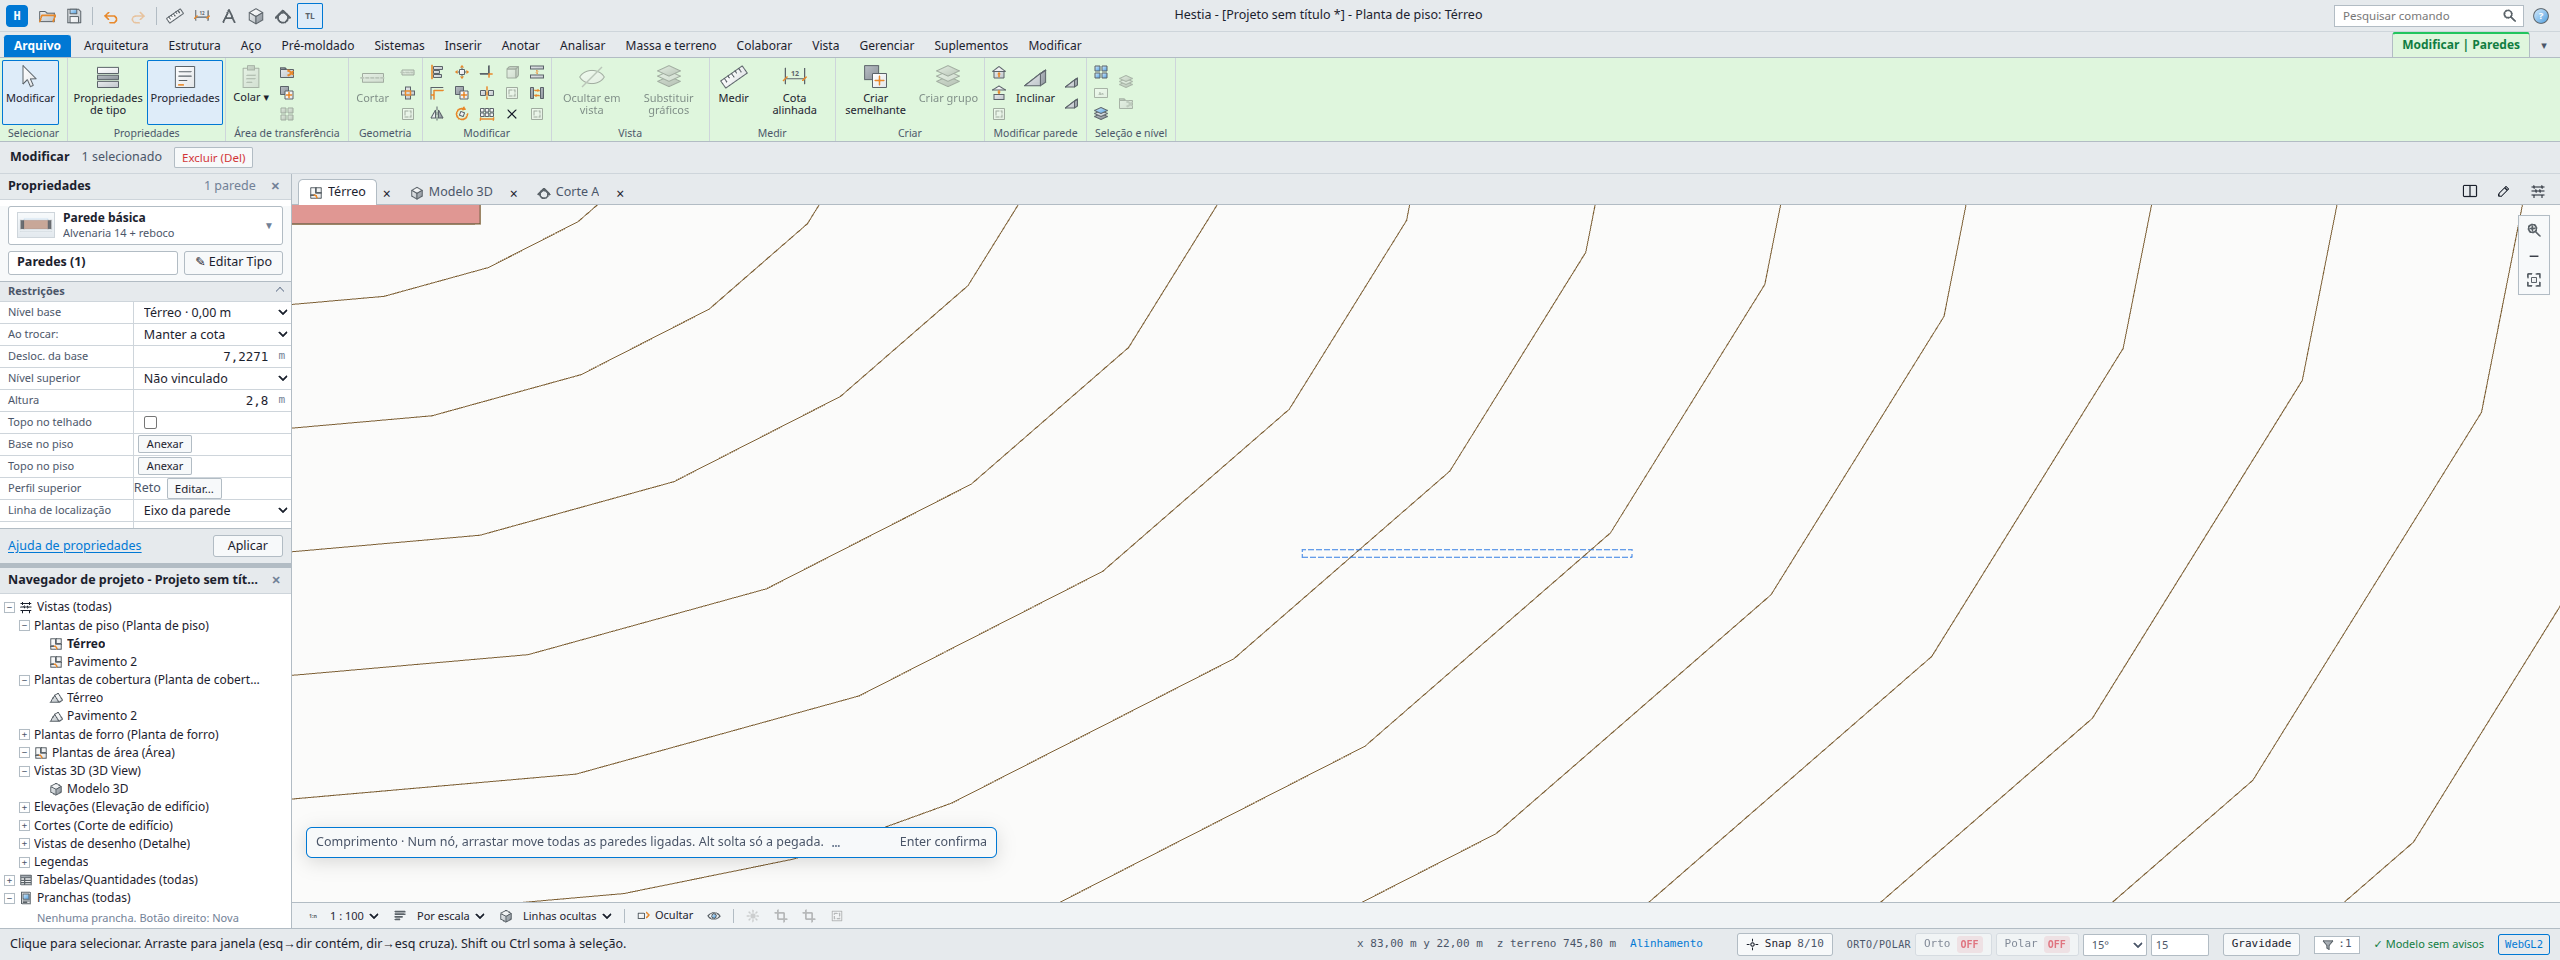 H
TL
Hestia - [Projeto sem título *] - Planta de piso: Térreo
Pesquisar comando
?
Arquivo Arquitetura Estrutura Aço Pré-moldado Sistemas Inserir Anotar Analisar Massa e terreno Colaborar Vista Gerenciar Suplementos Modificar
Modificar | Paredes
Modificar
Propriedades de tipo
Propriedades
Colar
Cortar
Ocultar em vista
Substituir gráficos
Medir
Cota alinhada
Criar semelhante
Criar grupo
Inclinar
Selecionar
Propriedades
Área de transferência
Geometria
Modificar
Vista
Medir
Criar
Modificar parede
Seleção e nível
Modificar 1 selecionado Excluir (Del)
Propriedades 1 parede ×
Parede básica
Alvenaria 14 + reboco
Paredes (1)
✎ Editar Tipo
Restrições
Nível base Térreo · 0,00 m
Ao trocar: Manter a cota
Desloc. da base 7,2271 m
Nível superior Não vinculado
Altura 2,8 m
Topo no telhado
Base no piso Anexar
Topo no piso Anexar
Perfil superior Reto Editar...
Linha de localização Eixo da parede
Ajuda de propriedades Aplicar
Navegador de projeto - Projeto sem tít... ×
Vistas (todas)
Plantas de piso (Planta de piso)
Térreo
Pavimento 2
Plantas de cobertura (Planta de cobert...
Térreo
Pavimento 2
Plantas de forro (Planta de forro)
Plantas de área (Área)
Vistas 3D (3D View)
Modelo 3D
Elevações (Elevação de edifício)
Cortes (Corte de edifício)
Vistas de desenho (Detalhe)
Legendas
Tabelas/Quantidades (todas)
Pranchas (todas)
Nenhuma prancha. Botão direito: Nova
Térreo × Modelo 3D × Corte A ×
Comprimento · Num nó, arrastar move todas as paredes ligadas. Alt solta só a pegada. ... Enter confirma
1 : 100 Por escala Linhas ocultas Ocultar
Clique para selecionar. Arraste para janela (esq→dir contém, dir→esq cruza). Shift ou Ctrl soma à seleção.
x 83,00 m y 22,00 m z terreno 745,80 m Alinhamento
Snap 8/10
ORTO/POLAR Orto OFF Polar OFF 15° 15
Gravidade
:1
✓ Modelo sem avisos
WebGL2